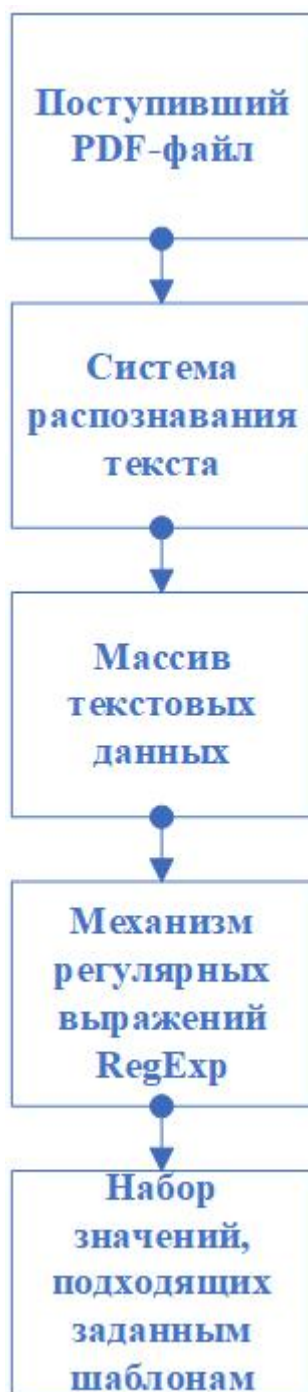 Поступивший
PDF-файл
Система
распознавания
текста
Массив
текстовых
данных
Механизм
регулярных
выражений
RegExp
Набор
значений,
подходящих
заданным
шаблонам